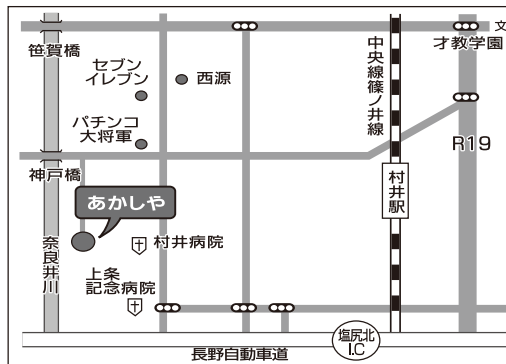 文
笹賀橋
才教学園
セブン
イレブン
西源
中央線篠ノ井線
パチンコ
大将軍
R19
神戸橋
村井駅
あかしや
村井病院
奈良井川
上条
記念病院
塩尻北
I.C
長野自動車道